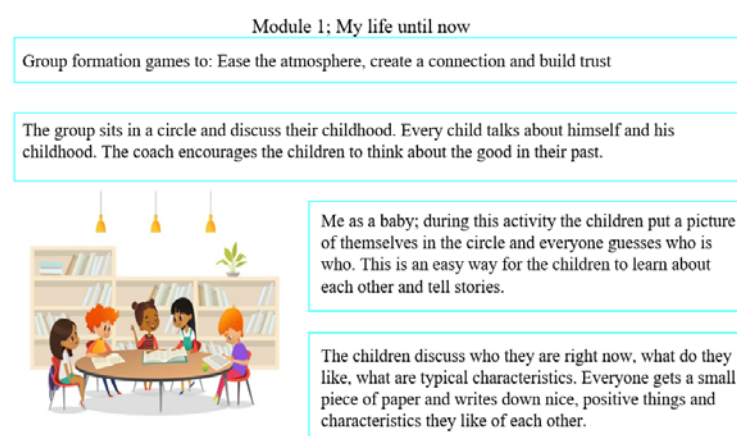 Module 1; My life until now
Group formation games to: Ease the atmosphere, create a connection and build trust
The group sits in a circle and discuss their childhood. Every child talks about himself and his
childhood. The coach encourages the children to think about the good in their past.
Me as a baby; during this activity the children put a picture
of themselves in the circle and everyone guesses who is
who. This is an easy way for the children to learn about
each other and tell stories.
The children discuss who they are right now, what do they
like, what are typical characteristics. Everyone gets a small
piece of paper and writes down nice, positive things and
characteristics they like of each other.